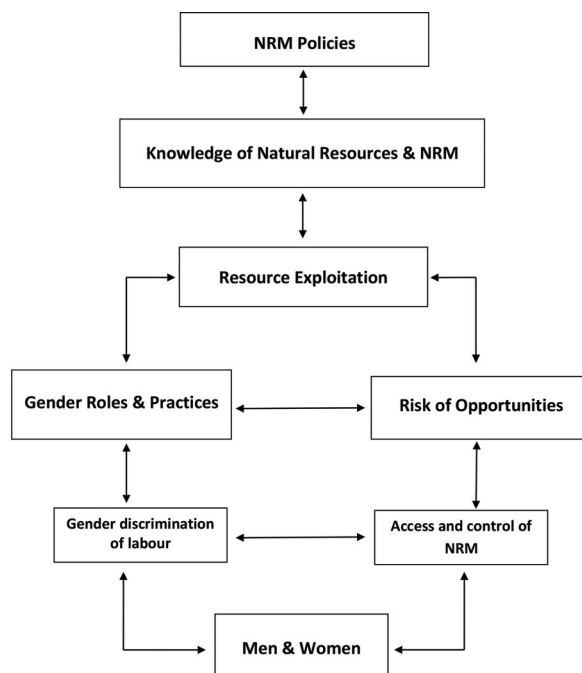 NRM Policies
Knowledge of Natural Resources & NRM
Resource Exploitation
Gender Roles & Practices
Risk of Opportunities
Gender discrimination
of labour
Access and control of
NRM
Men & Women